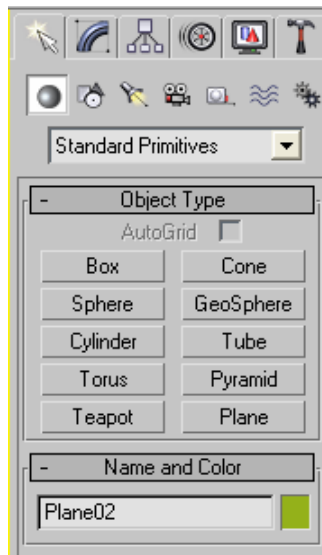 Standard Primitives
- Object Type
AutoGrid
Box Cone
Sphere GeoSphere
Cylinder Tube
Torus Pyramid
Teapot Plane
- Name and Color
Plane02